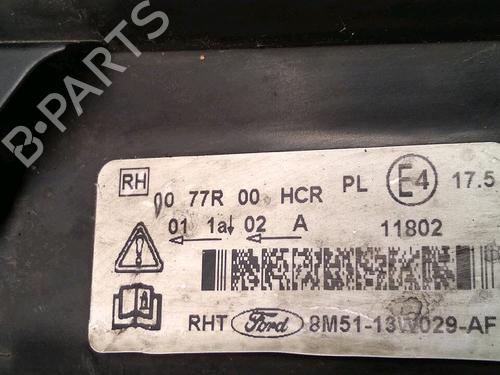 B-PARTS
RH
00 77R 00 HCR PL E4 17.5
01 1a 02 A 11802
RHT Ford 8M51-13W029-AF